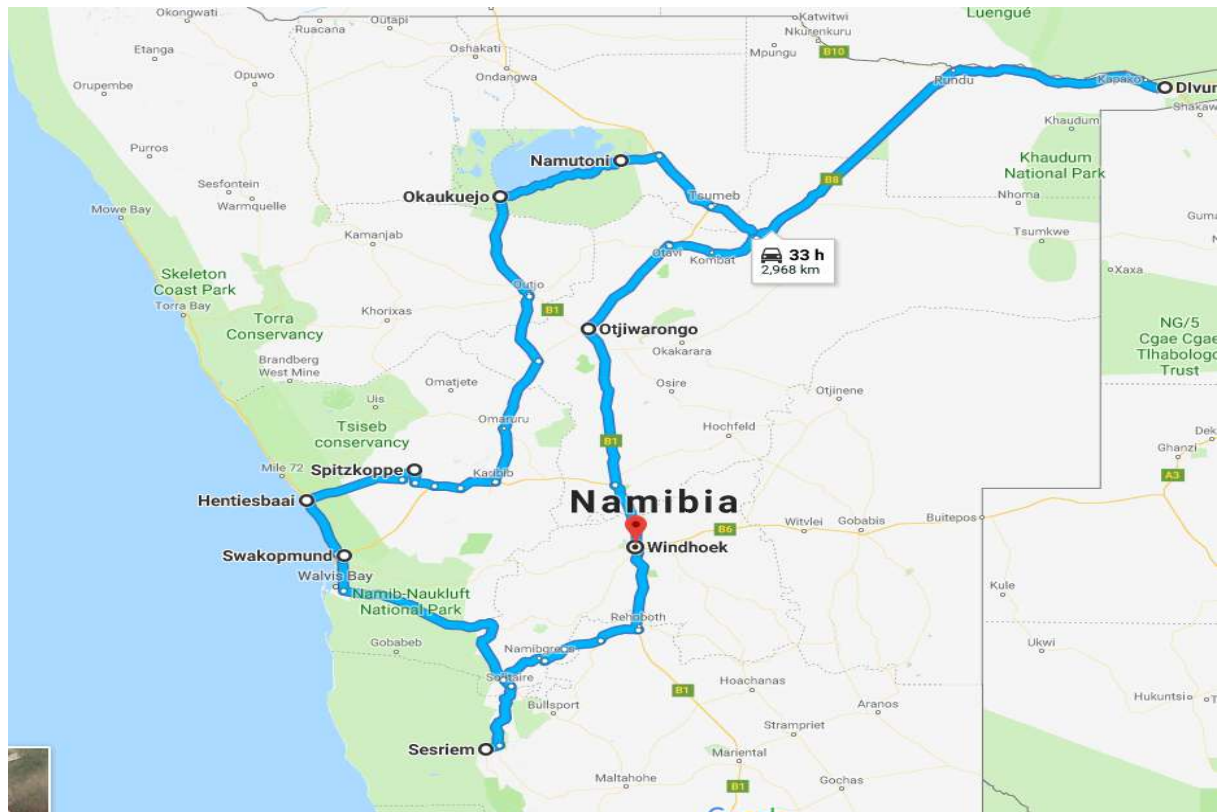 Okongwati
Ruacana
Outapi
Katwitwi
Luengué
Nkurenkuru
Etanga
Oshakati
Mpungu
B10
Opuwo
Ondangwa
Orupembe
Rundu
Kapako
DIvun
Shakaw
Khaudum
Purros
Namutoni
Khaudum
National Park
B8
Sesfontein
Warmquelle
Okaukuejo
Tsumeb
Nhoma
Mowe Bay
Guma
Tsumkwe
Kamanjab
Otavi
Kombat
33 h
2,968 km
Xaxa
Skeleton
Coast Park
Torra Bay
Outjo
Khorixas
B1
Torra
Conservancy
Otjiwarongo
Okakarara
NG/5
Cgae Cgae
Tlhabologo
Trust
Brandberg
West Mine
Omatjete
Osire
Otjinene
Uis
Omaruru
Tsiseb
conservancy
Hochfeld
B1
Dek
Ghanzi
Mile 72
Spitzkoppe
Karibib
A3
Hentiesbaai
Namibia
Buitepos
Witvlei
Gobabis
B6
Swakopmund
Windhoek
Walvis Bay
Namib-Naukluft
National Park
Kule
Rehoboth
Gobabeb
Ukwi
Solitaire
Hoachanas
B1
Bullsport
Aranos
Hukuntsi
Strampriet
Sesriem
Mariental
Maltahohe
Gochas
B1